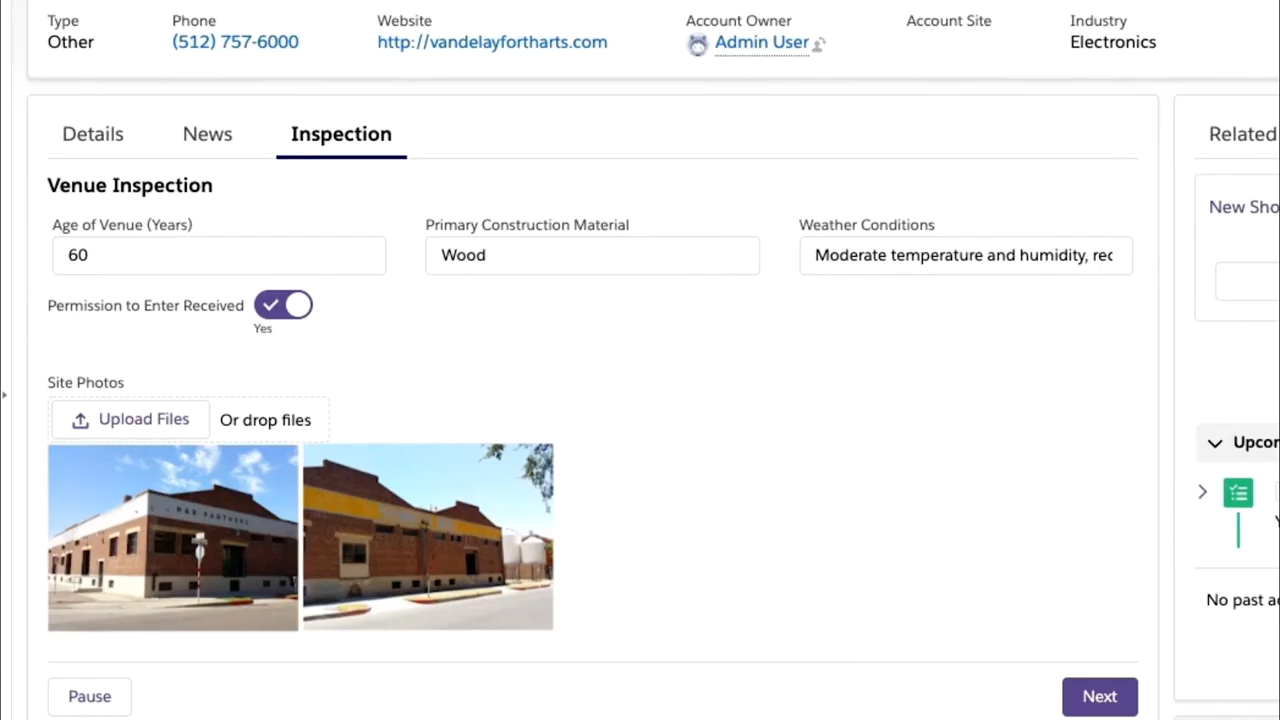 Type Phone Website Account Owner Account Site Industry
Other (512) 757-6000 http://vandelayfortharts.com Admin User Electronics
Details News Inspection
Related
Venue Inspection
New Sho
Age of Venue (Years) Primary Construction Material Weather Conditions
60 Wood Moderate temperature and humidity, rec
Permission to Enter Received
Yes
Site Photos
Upload Files Or drop files
Upcor
No past a
Pause Next